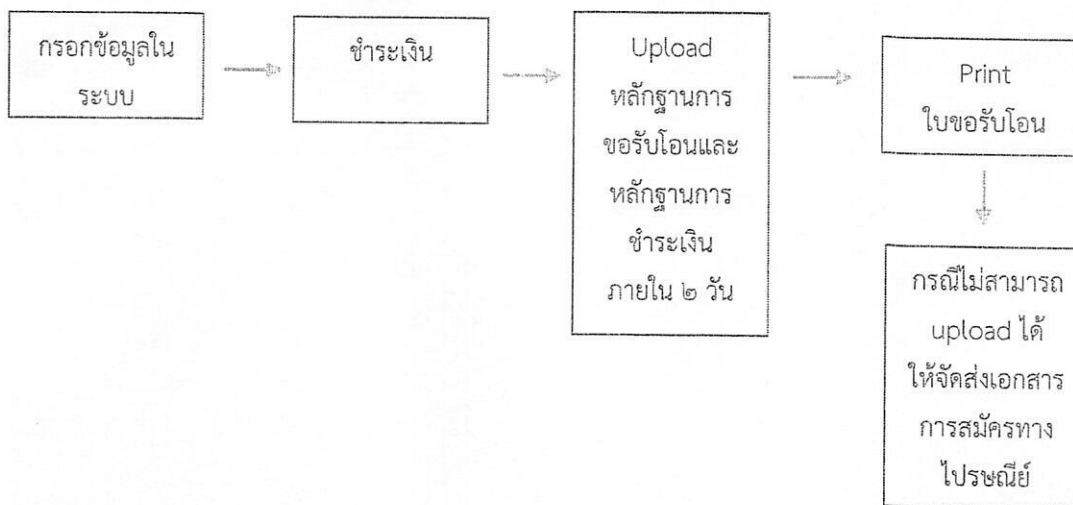 กรอกข้อมูลใน
ระบบ
ชำระเงิน
Upload
หลักฐานการ
ขอรับโอนและ
หลักฐานการ
ชำระเงิน
ภายใน ๒ วัน
Print
ใบขอรับโอน
กรณีไม่สามารถ
upload ได้
ให้จัดส่งเอกสาร
การสมัครทาง
ไปรษณีย์